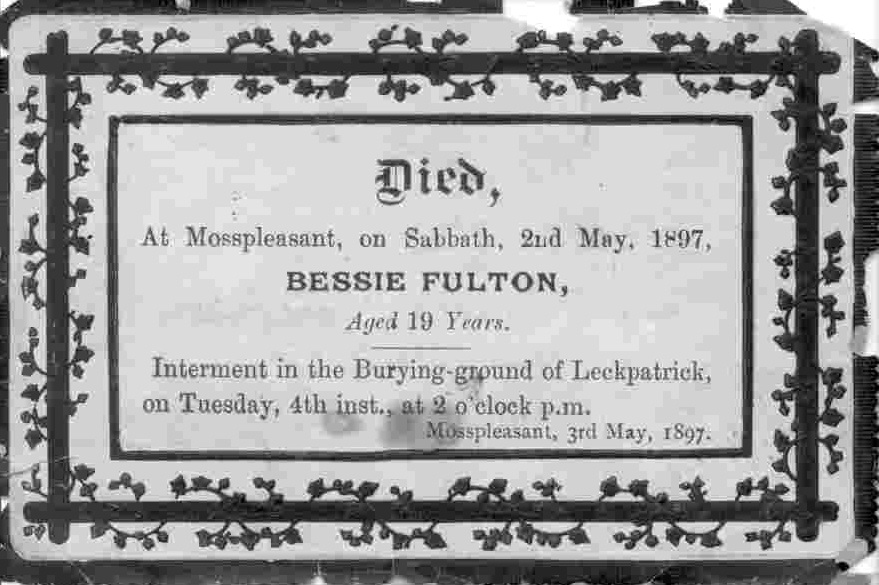 Died,
At Mosspleasant, on Sabbath, 2nd May, 1897,
BESSIE FULTON,
Aged 19 Years.
Interment in the Burying-ground of Leckpatrick,
on Tuesday, 4th inst., at 2 o'clock p.m.
Mosspleasant, 3rd May, 1897.